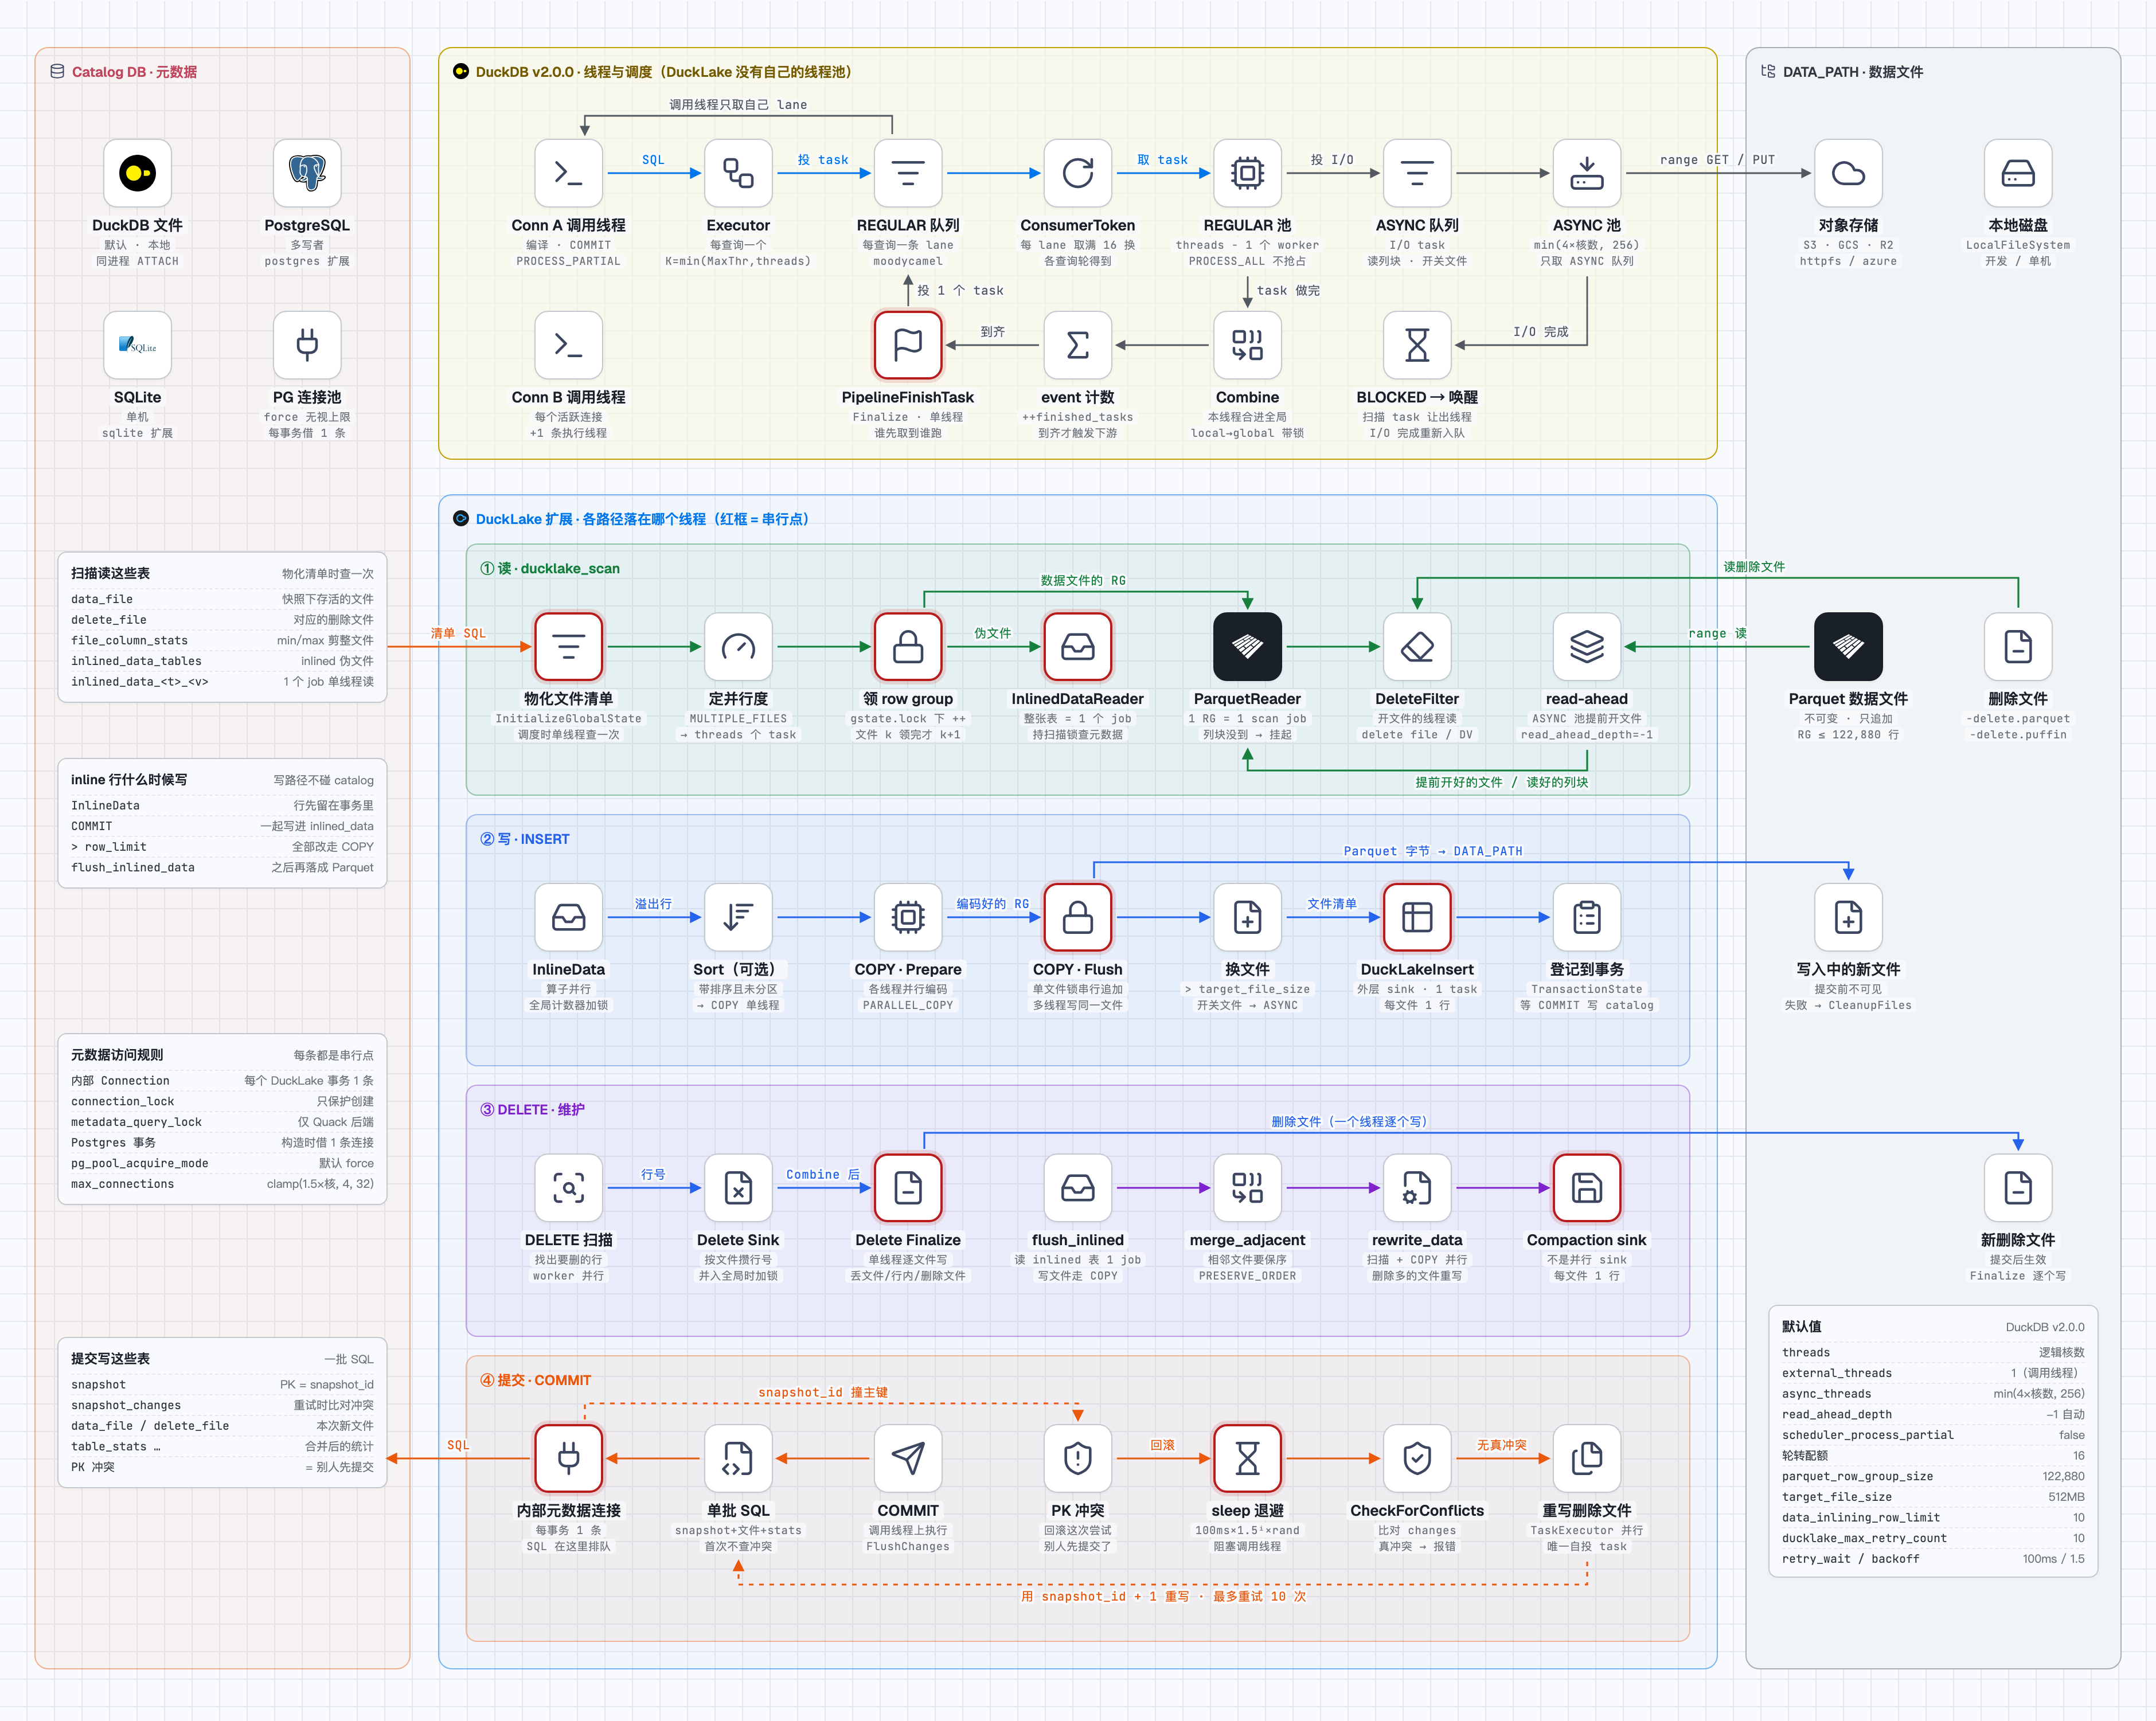 Catalog DB · 元数据
DuckDB 文件
默认 · 本地
同进程 ATTACH
PostgreSQL
多写者
postgres 扩展
SQLite
SQLite
单机
sqlite 扩展
PG 连接池
force 无视上限
每事务借 1 条
扫描读这些表 物化清单时查一次
data_file 快照下存活的文件
delete_file 对应的删除文件
file_column_stats min/max 剪整文件
inlined_data_tables inlined 伪文件
inlined_data_<t>_<v> 1 个 job 单线程读
inline 行什么时候写 写路径不碰 catalog
InlineData 行先留在事务里
COMMIT 一起写进 inlined_data
> row_limit 全部改走 COPY
flush_inlined_data 之后再落成 Parquet
元数据访问规则 每条都是串行点
内部 Connection 每个 DuckLake 事务 1 条
connection_lock 只保护创建
metadata_query_lock 仅 Quack 后端
Postgres 事务 构造时借 1 条连接
pg_pool_acquire_mode 默认 force
max_connections clamp(1.5×核, 4, 32)
提交写这些表 一批 SQL
snapshot PK = snapshot_id
snapshot_changes 重试时比对冲突
data_file / delete_file 本次新文件
table_stats … 合并后的统计
PK 冲突 = 别人先提交
DuckDB v2.0.0 · 线程与调度（DuckLake 没有自己的线程池）
调用线程只取自己 lane
SQL
投 task
取 task
投 I/O
range GET / PUT
Conn A 调用线程
编译 · COMMIT
PROCESS_PARTIAL
Executor
每查询一个
K=min(MaxThr,threads)
REGULAR 队列
每查询一条 lane
moodycamel
ConsumerToken
每 lane 取满 16 换
各查询轮得到
REGULAR 池
threads - 1 个 worker
PROCESS_ALL 不抢占
ASYNC 队列
I/O task
读列块 · 开关文件
ASYNC 池
min(4×核数, 256)
只取 ASYNC 队列
投 1 个 task
task 做完
到齐
I/O 完成
Conn B 调用线程
每个活跃连接
+1 条执行线程
PipelineFinishTask
Finalize · 单线程
谁先取到谁跑
event 计数
++finished_tasks
到齐才触发下游
Combine
本线程合进全局
local→global 带锁
BLOCKED → 唤醒
扫描 task 让出线程
I/O 完成重新入队
DuckLake 扩展 · 各路径落在哪个线程（红框 = 串行点）
① 读 · ducklake_scan
数据文件的 RG
读删除文件
清单 SQL
伪文件
range 读
物化文件清单
InitializeGlobalState
调度时单线程查一次
定并行度
MULTIPLE_FILES
→ threads 个 task
领 row group
gstate.lock 下 ++
文件 k 领完才 k+1
InlinedDataReader
整张表 = 1 个 job
持扫描锁查元数据
ParquetReader
1 RG = 1 scan job
列块没到 → 挂起
DeleteFilter
开文件的线程读
delete file / DV
read-ahead
ASYNC 池提前开文件
read_ahead_depth=-1
提前开好的文件 / 读好的列块
② 写 · INSERT
Parquet 字节 → DATA_PATH
溢出行
编码好的 RG
文件清单
InlineData
算子并行
全局计数器加锁
Sort（可选）
带排序且未分区
→ COPY 单线程
COPY · Prepare
各线程并行编码
PARALLEL_COPY
COPY · Flush
单文件锁串行追加
多线程写同一文件
换文件
> target_file_size
开关文件 → ASYNC
DuckLakeInsert
外层 sink · 1 task
每文件 1 行
登记到事务
TransactionState
等 COMMIT 写 catalog
③ DELETE · 维护
删除文件（一个线程逐个写）
行号
Combine 后
DELETE 扫描
找出要删的行
worker 并行
Delete Sink
按文件攒行号
并入全局时加锁
Delete Finalize
单线程逐文件写
丢文件/行内/删除文件
flush_inlined
读 inlined 表 1 job
写文件走 COPY
merge_adjacent
相邻文件要保序
PRESERVE_ORDER
rewrite_data
扫描 + COPY 并行
删除多的文件重写
Compaction sink
不是并行 sink
每文件 1 行
④ 提交 · COMMIT
snapshot_id 撞主键
SQL
回滚
无真冲突
内部元数据连接
每事务 1 条
SQL 在这里排队
单批 SQL
snapshot+文件+stats
首次不查冲突
COMMIT
调用线程上执行
FlushChanges
PK 冲突
回滚这次尝试
别人先提交了
sleep 退避
100ms×1.5ⁱ×rand
阻塞调用线程
CheckForConflicts
比对 changes
真冲突 → 报错
重写删除文件
TaskExecutor 并行
唯一自投 task
用 snapshot_id + 1 重写 · 最多重试 10 次
DATA_PATH · 数据文件
对象存储
S3 · GCS · R2
httpfs / azure
本地磁盘
LocalFileSystem
开发 / 单机
Parquet 数据文件
不可变 · 只追加
RG ≤ 122,880 行
删除文件
-delete.parquet
-delete.puffin
写入中的新文件
提交前不可见
失败 → CleanupFiles
新删除文件
提交后生效
Finalize 逐个写
默认值 DuckDB v2.0.0
threads 逻辑核数
external_threads 1（调用线程）
async_threads min(4×核数, 256)
read_ahead_depth −1 自动
scheduler_process_partial false
轮转配额 16
parquet_row_group_size 122,880
target_file_size 512MB
data_inlining_row_limit 10
ducklake_max_retry_count 10
retry_wait / backoff 100ms / 1.5